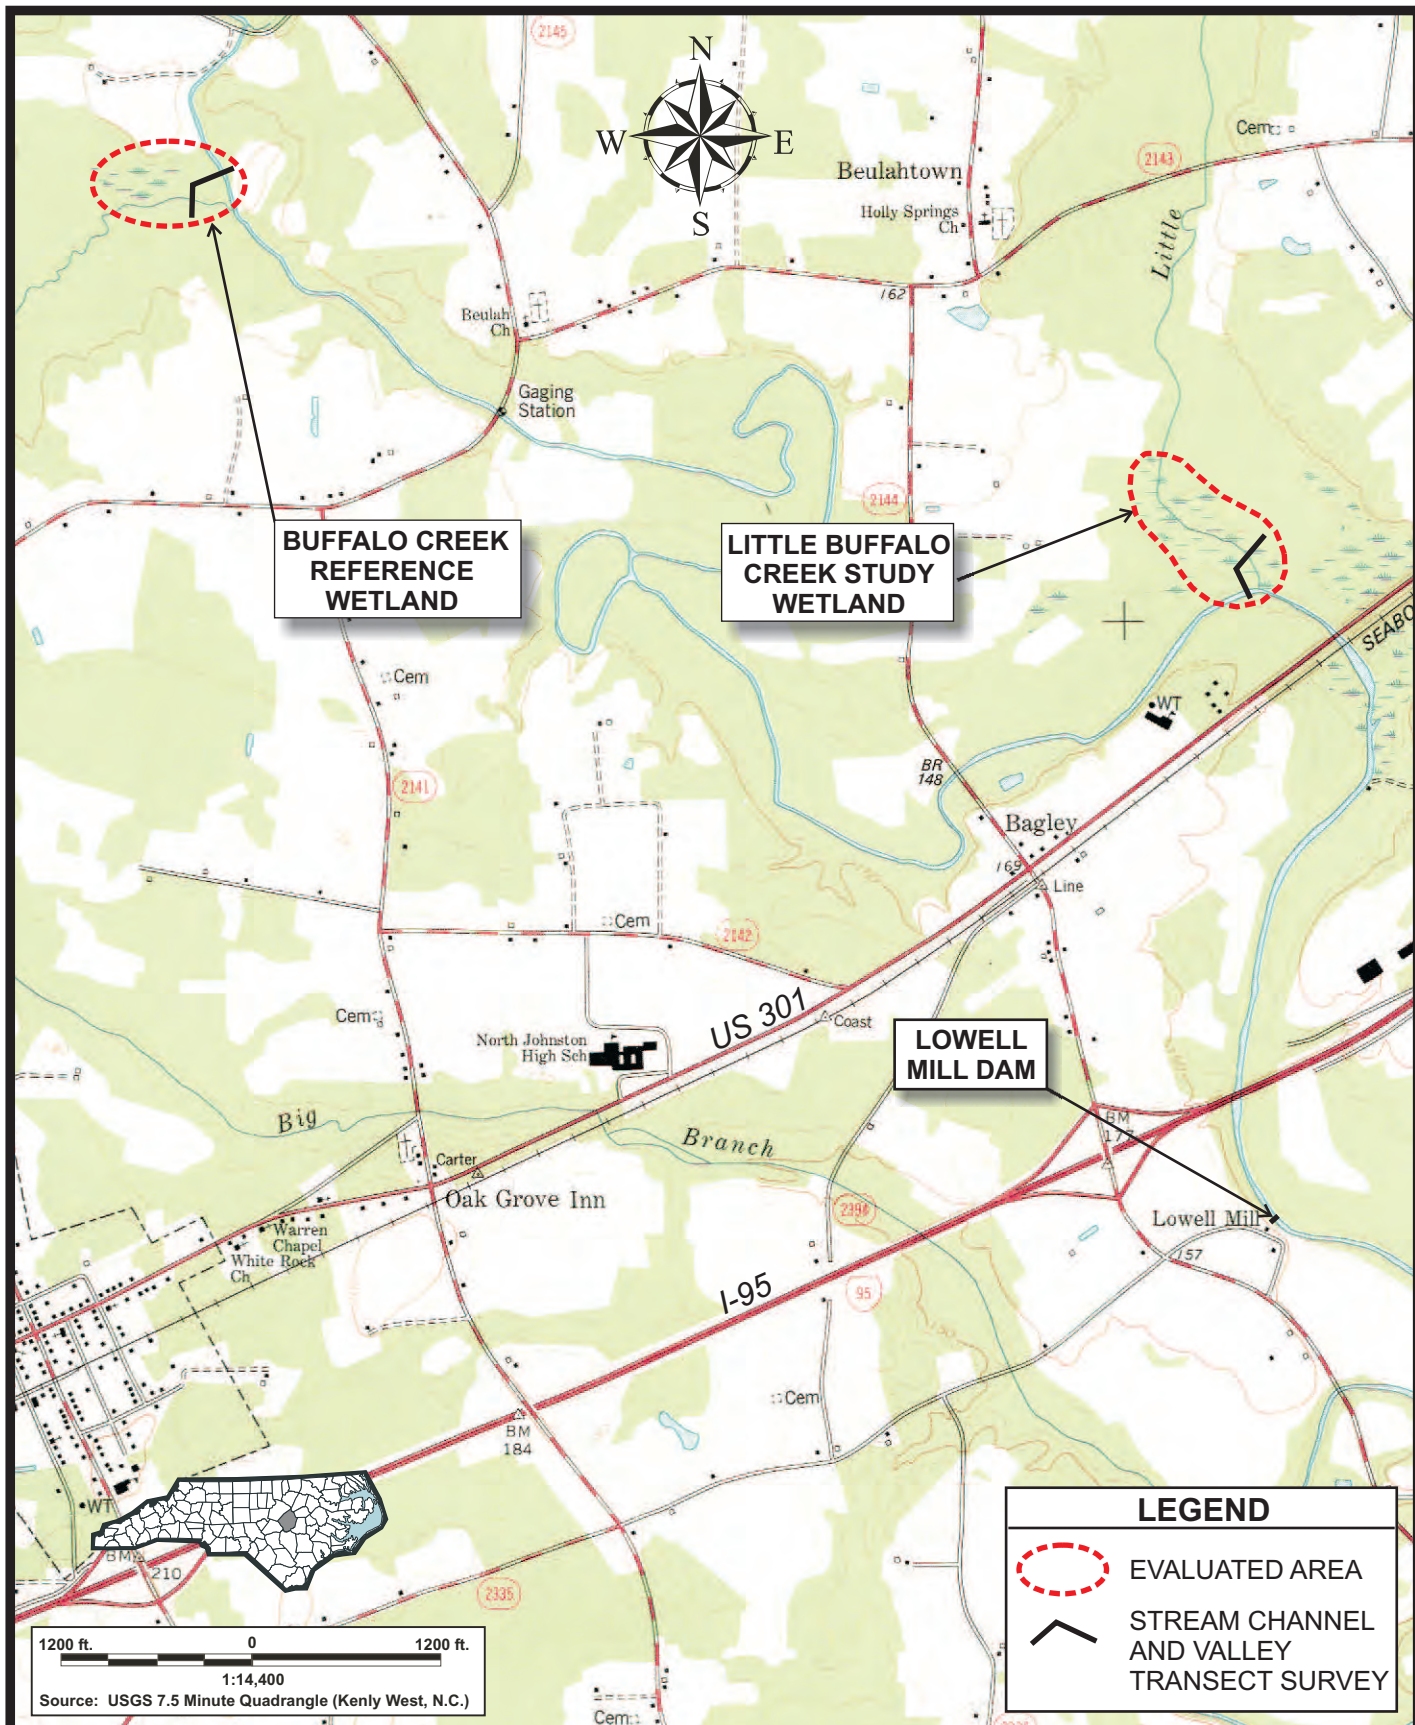 2145
N
W
E
S
Cem
2143
Beulahtown
Holly Springs
Ch
Little
162
Beulah
Ch
Gaging
Station
2144
BUFFALO CREEK
REFERENCE
WETLAND
LITTLE BUFFALO
CREEK STUDY
WETLAND
SEABO
Cem
WT
BR
148
2141
Bagley
169
Line
Cem
2142
US 301
Coast
Cem
North Johnston
High Sch
LOWELL
MILL DAM
Big
Branch
BM
177
Carter
Oak Grove Inn
2394
Lowell Mill
Warren
Chapel
White Rock
Ch
157
I-95
95
Cem
BM
184
WT
BM
210
2335
LEGEND
EVALUATED AREA
STREAM CHANNEL
AND VALLEY
TRANSECT SURVEY
1200 ft.
0
1200 ft.
1:14,400
Source: USGS 7.5 Minute Quadrangle (Kenly West, N.C.)
Cem